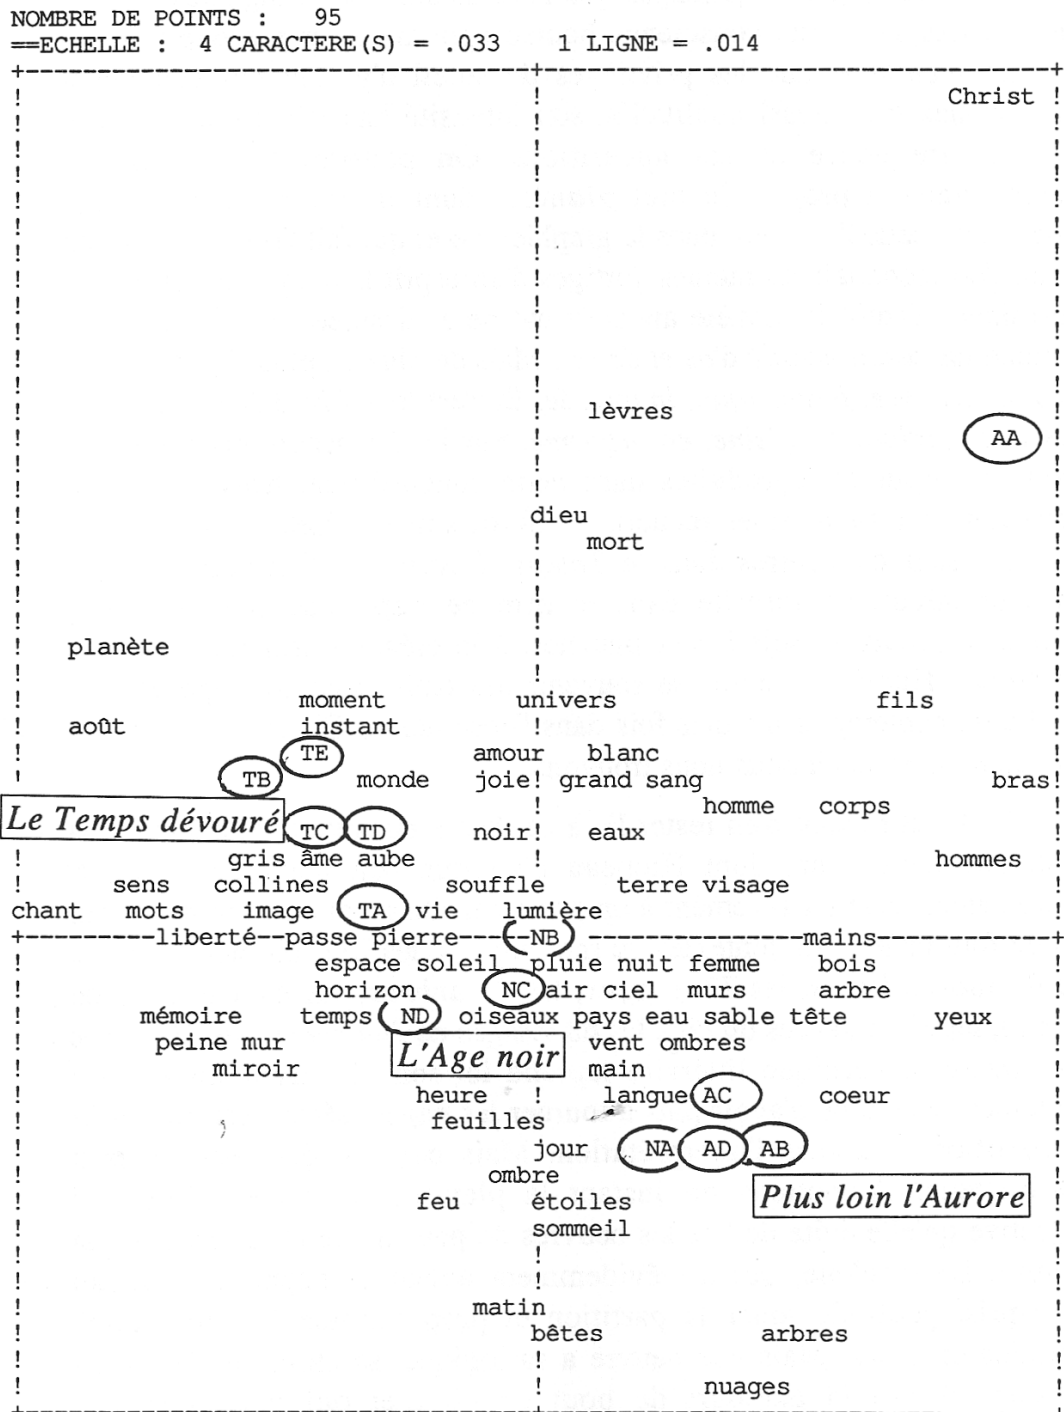 NOMBRE DE POINTS : 95
==ECHELLE : 4 CARACTERE(S) = .033 1 LIGNE = .014
Christ
lèvres
AA
dieu
mort
planète
moment univers fils
août instant
TE amour blanc
TB monde joie! grand sang bras!
homme corps
Le Temps dévouré TC TD noir! eaux
gris âme aube hommes
sens collines souffle terre visage
chant mots image TA vie lumière
liberté--passe pierre-----NB ---------------mains
espace soleil pluie nuit femme bois
horizon NC air ciel murs arbre
mémoire temps ND oiseaux pays eau sable tête yeux
peine mur L'Age noir vent ombres
miroir main
heure ! langue AC coeur
feuilles
jour NA AD AB
ombre
feu étoiles Plus loin l'Aurore
sommeil
matin
bêtes arbres
nuages